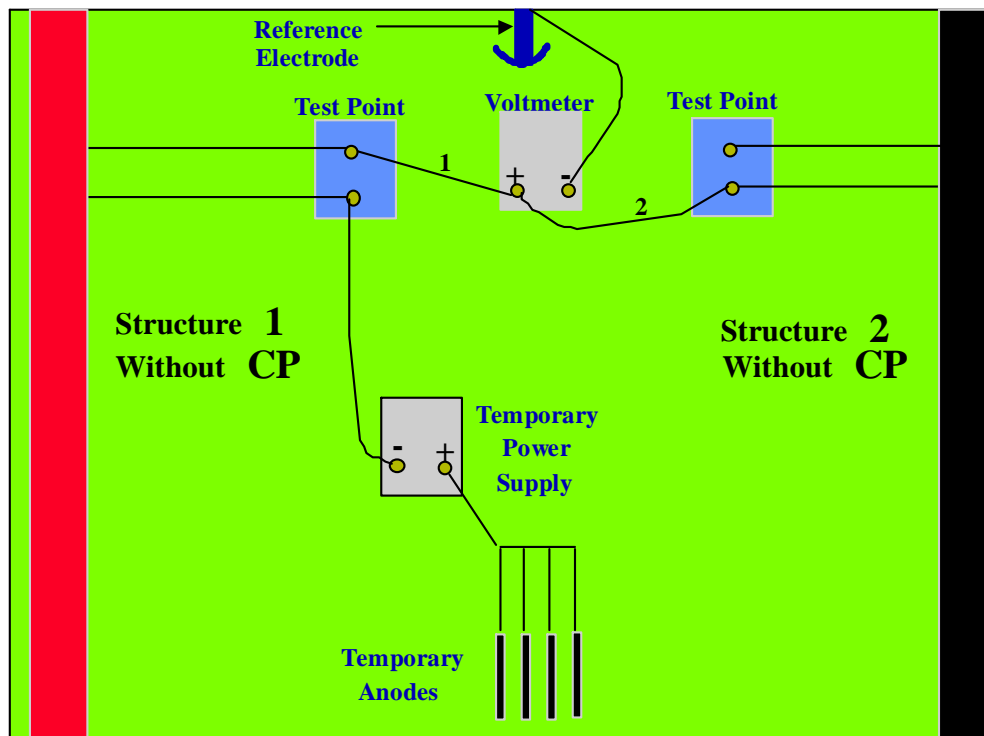 Reference
Electrode
Test Point
Voltmeter
Test Point
1
+ -
2
Structure 1
Without CP
Structure 2
Without CP
Temporary
Power
Supply
- +
Temporary
Anodes